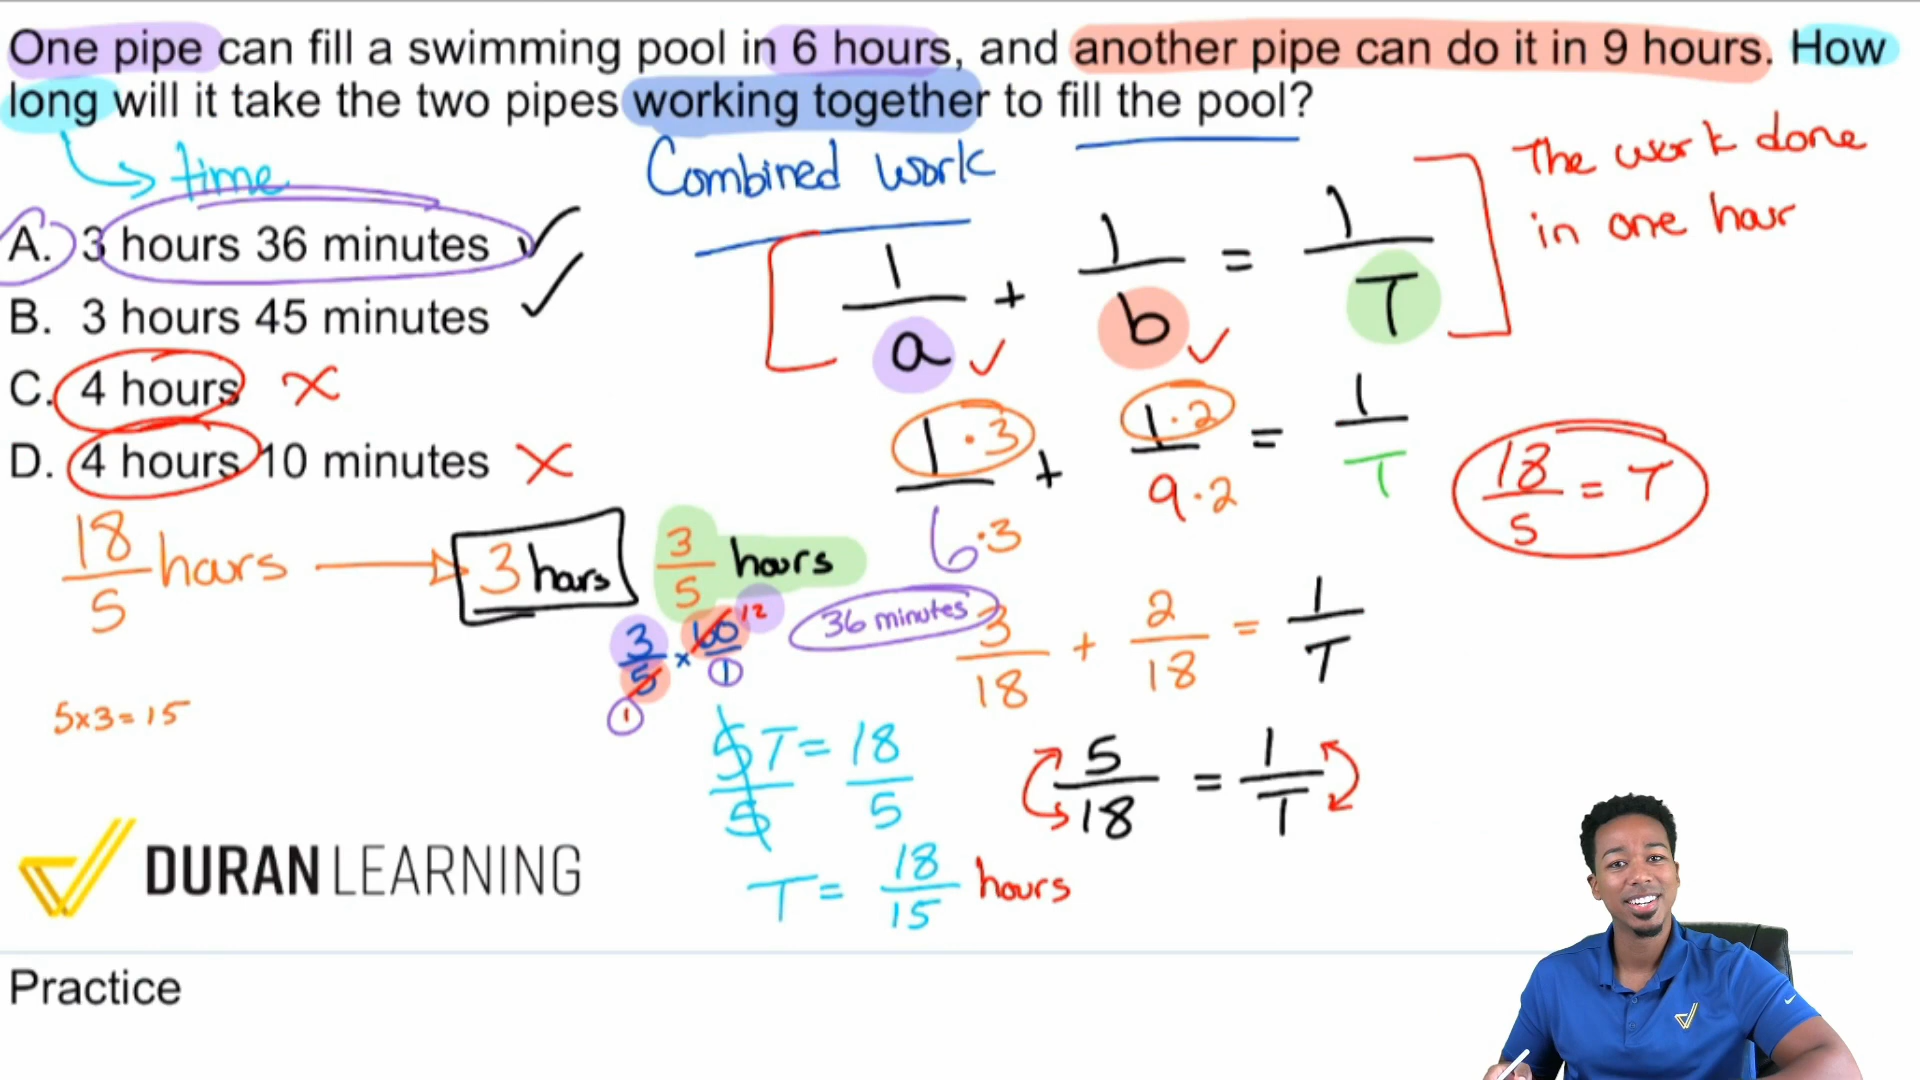 One pipe can fill a swimming pool in 6 hours, and another pipe can do it in 9 hours. How
long will it take the two pipes working together to fill the pool?
time
Combined work
The work done
in one hour
A. 3 hours 36 minutes ✓
B. 3 hours 45 minutes ✓
C. 4 hours ×
D. 4 hours 10 minutes ×
1/a + 1/b = 1/T
✓ ✓
1·3/6·3 + 1·2/9·2 = 1/T
18/5 = T
18/5 hours → 3 hours 3/5 hours
3/5 × 60/1 12 1
36 minutes
3/18 + 2/18 = 1/T
5×3=15
5T/5 = 18/5
5/18 = 1/T
T = 18/15 hours
DURAN LEARNING
Practice